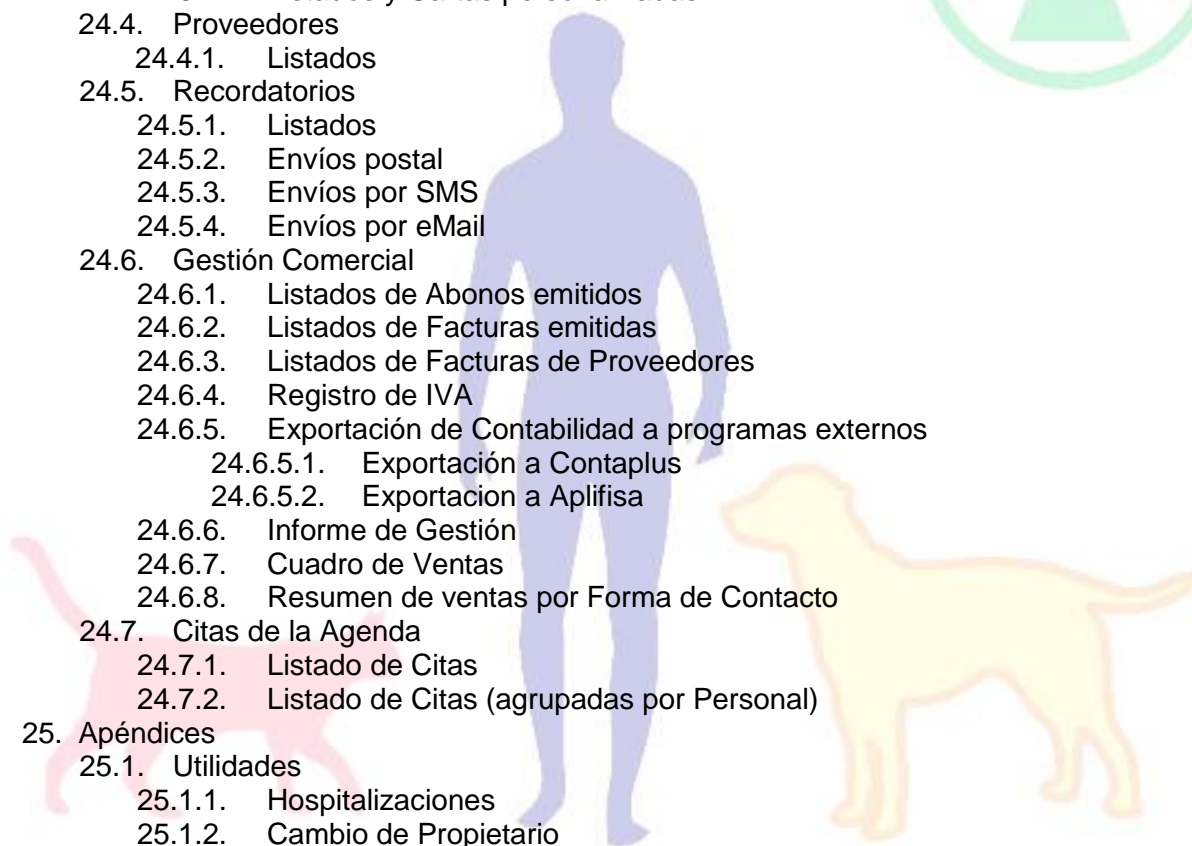 24.4. Proveedores
24.4.1. Listados
24.5. Recordatorios
24.5.1. Listados
24.5.2. Envíos postal
24.5.3. Envíos por SMS
24.5.4. Envíos por eMail
24.6. Gestión Comercial
24.6.1. Listados de Abonos emitidos
24.6.2. Listados de Facturas emitidas
24.6.3. Listados de Facturas de Proveedores
24.6.4. Registro de IVA
24.6.5. Exportación de Contabilidad a programas externos
24.6.5.1. Exportación a Contaplus
24.6.5.2. Exportacion a Aplifisa
24.6.6. Informe de Gestión
24.6.7. Cuadro de Ventas
24.6.8. Resumen de ventas por Forma de Contacto
24.7. Citas de la Agenda
24.7.1. Listado de Citas
24.7.2. Listado de Citas (agrupadas por Personal)
25. Apéndices
25.1. Utilidades
25.1.1. Hospitalizaciones
25.1.2. Cambio de Propietario